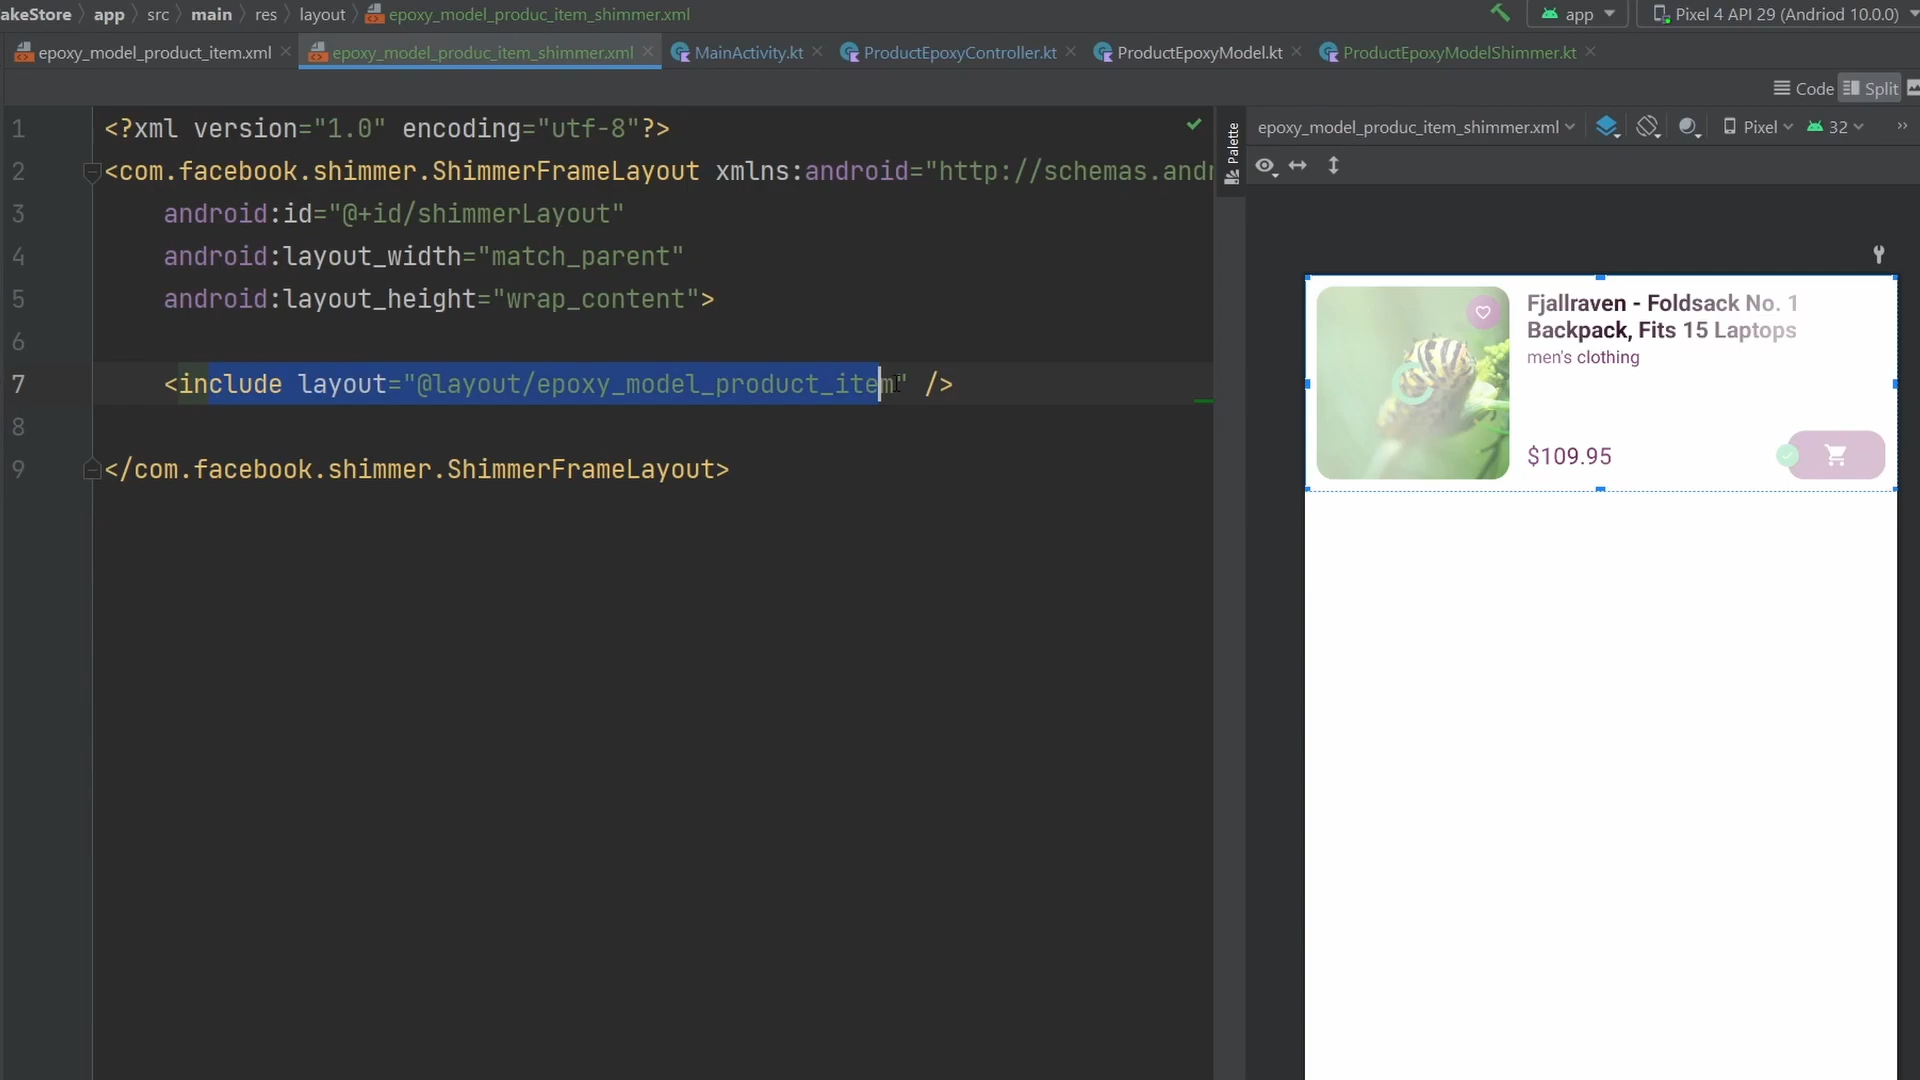 akeStore app src main res layout epoxy_model_produc_item_shimmer.xml app Pixel 4 API 29 (Andriod 10.0.0)
epoxy_model_product_item.xml epoxy_model_produc_item_shimmer.xml MainActivity.kt ProductEpoxyController.kt ProductEpoxyModel.kt ProductEpoxyModelShimmer.kt
Code Split
1 <?xml version="1.0" encoding="utf-8"?>
2 <com.facebook.shimmer.ShimmerFrameLayout xmlns:android="http://schemas.andr
3 android:id="@+id/shimmerLayout"
4 android:layout_width="match_parent"
5 android:layout_height="wrap_content">
6
7 <include layout="@layout/epoxy_model_product_item" />
8
9 </com.facebook.shimmer.ShimmerFrameLayout>
Palette
epoxy_model_produc_item_shimmer.xml Pixel 32
Fjallraven - Foldsack No. 1
Backpack, Fits 15 Laptops
men's clothing
$109.95